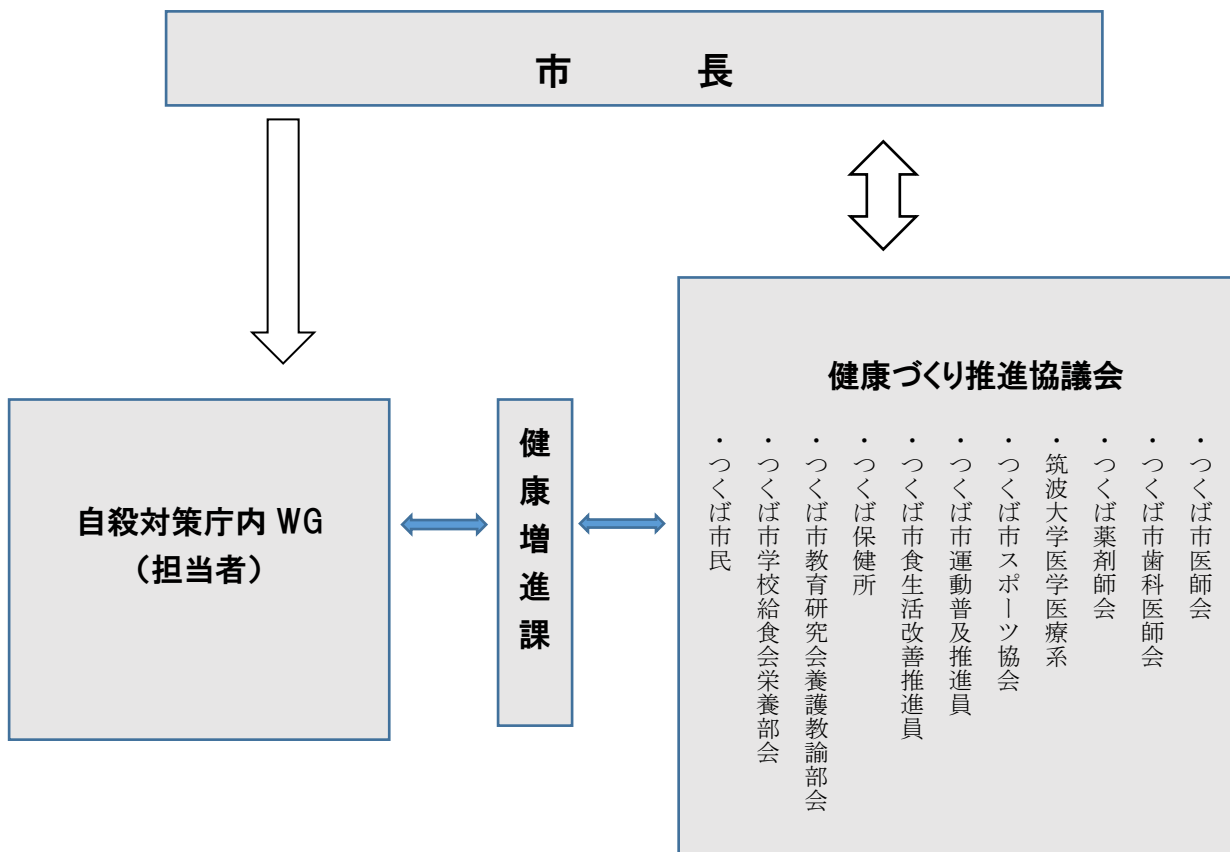 市 長
自殺対策庁内 WG
（担当者）
健康増進課
健康づくり推進協議会
・つくば市医師会
・つくば市歯科医師会
・つくば薬剤師会
・筑波大学医学医療系
・つくば市スポーツ協会
・つくば市運動普及推進員
・つくば市食生活改善推進員
・つくば保健所
・つくば市教育研究会養護教諭部会
・つくば市学校給食会栄養部会
・つくば市民